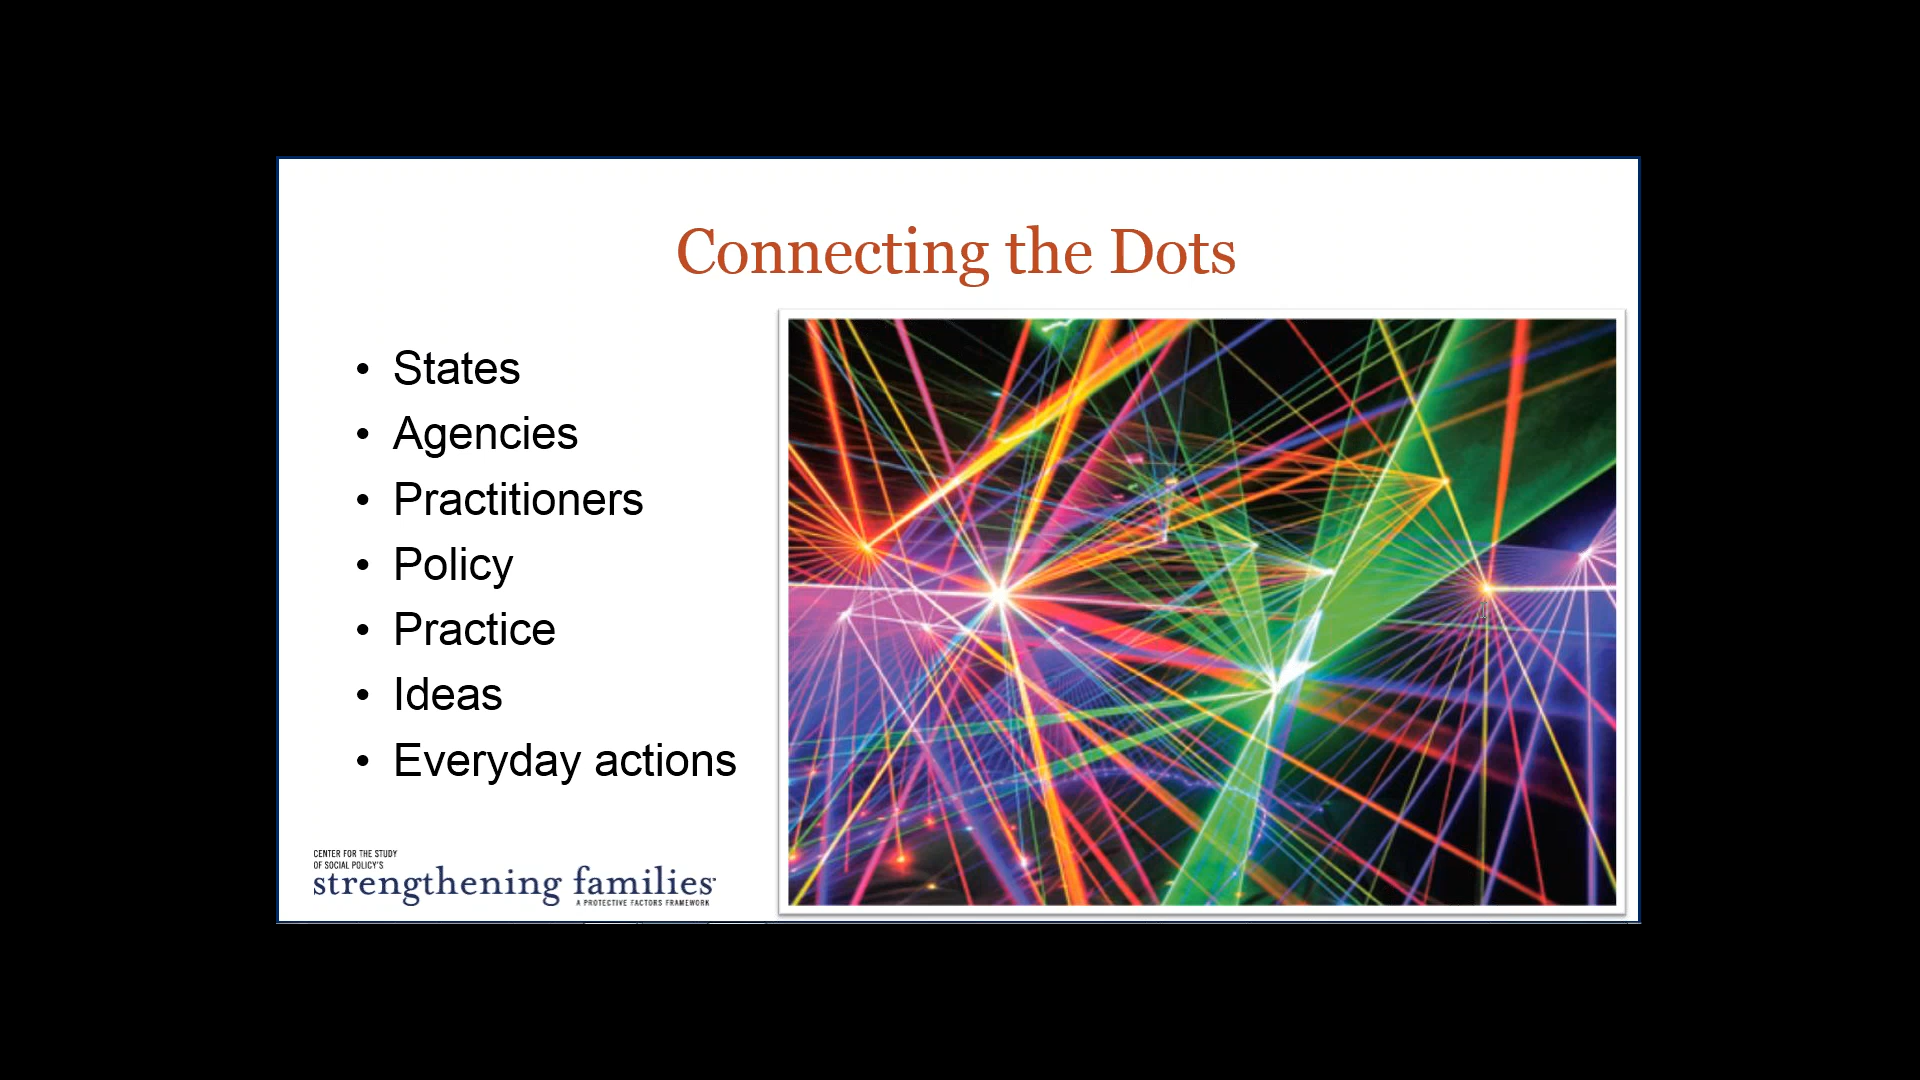 Connecting the Dots
• States
• Agencies
• Practitioners
• Policy
• Practice
• Ideas
• Everyday actions
CENTER FOR THE STUDY
OF SOCIAL POLICY'S
strengthening families
A PROTECTIVE FACTORS FRAMEWORK